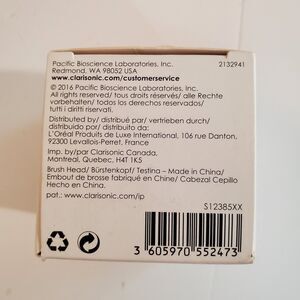 Pacific Bioscience Laboratories, Inc. 2132941
Redmond, WA 98052 USA
www.clarisonic.com/customerservice
© 2016 Pacific Bioscience Laboratories, Inc.
All rights reserved/ tous droits réservés/ alle Rechte
vorbehalten/ todos los derechos reservados/
tutti i diritti riservati.
Distributed by/ distribué par/ vertrieben durch/
distribuido por/ distribuito da:
L'Oréal Produits de Luxe International, 106 rue Danton,
92300 Levallois-Perret, France
Imp. by/par Clarisonic Canada,
Montreal, Quebec, H4T 1K5
Brush Head/ Bürstenkopf/ Testina – Made in China/
Embout de brosse fabriqué en Chine/ Cabezal Cepillo
Hecho en China/
pat.: www.clarisonic.com/ip
S12385XX
3 605970 552473